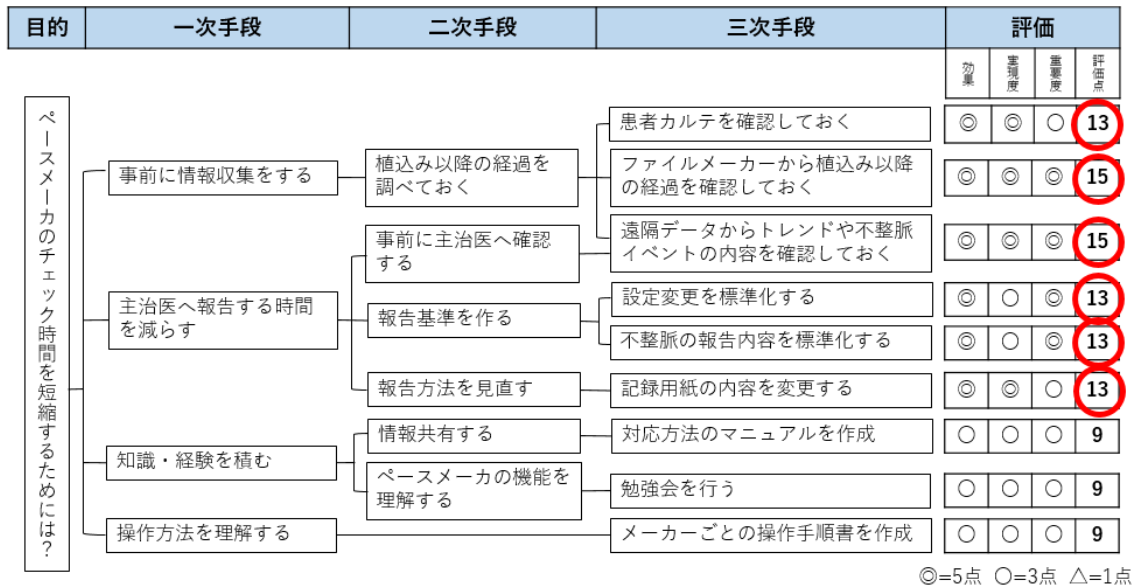 目的 一次手段 二次手段 三次手段 評価
効果 実現度 重要度 評価点
ペースメーカのチェック時間を短縮するためには？
患者カルテを確認しておく ◎ ◎ ○ 13
事前に情報収集をする
植込み以降の経過を
調べておく
ファイルメーカーから植込み以降
の経過を確認しておく
◎ ◎ ◎ 15
事前に主治医へ確認
する
遠隔データからトレンドや不整脈
イベントの内容を確認しておく
◎ ◎ ◎ 15
主治医へ報告する時間
を減らす
報告基準を作る
設定変更を標準化する ◎ ○ ◎ 13
不整脈の報告内容を標準化する ◎ ○ ◎ 13
報告方法を見直す 記録用紙の内容を変更する ◎ ◎ ○ 13
知識・経験を積む
情報共有する 対応方法のマニュアルを作成 ○ ○ ○ 9
ペースメーカの機能を
理解する
勉強会を行う ○ ○ ○ 9
操作方法を理解する メーカーごとの操作手順書を作成 ○ ○ ○ 9
◎=5点 ○=3点 △=1点